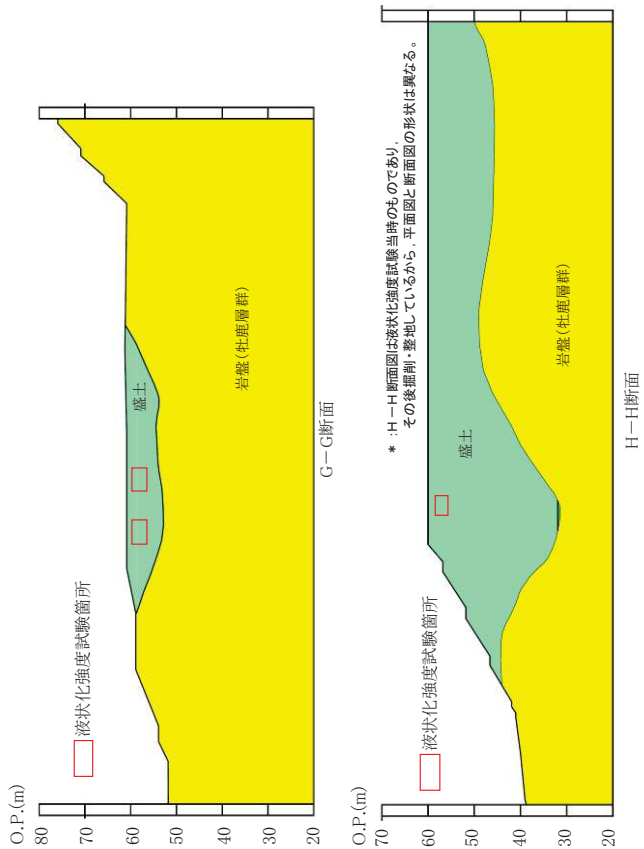 O.P.(m)
80
70
60
50
40
30
20
液状化強度試験箇所
盛土
岩盤(牡鹿層群)
G－G断面
O.P.(m)
60
50
40
30
20
液状化強度試験箇所
*:H－H断面図は液状化強度試験当時のものであり,
その後掘削・整地しているから,平面図と断面図の形状は異なる。
盛土
岩盤(牡鹿層群)
H－H断面